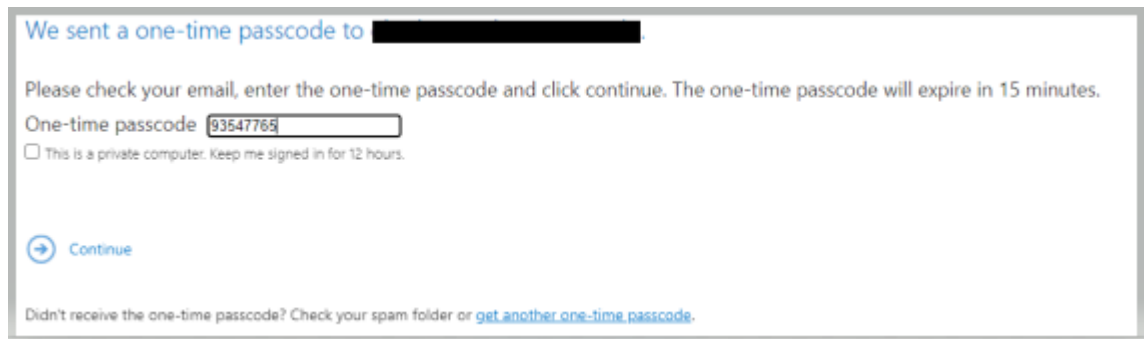 We sent a one-time passcode to .
Please check your email, enter the one-time passcode and click continue. The one-time passcode will expire in 15 minutes.
One-time passcode 93547765
This is a private computer. Keep me signed in for 12 hours.
Continue
Didn't receive the one-time passcode? Check your spam folder or get another one-time passcode.